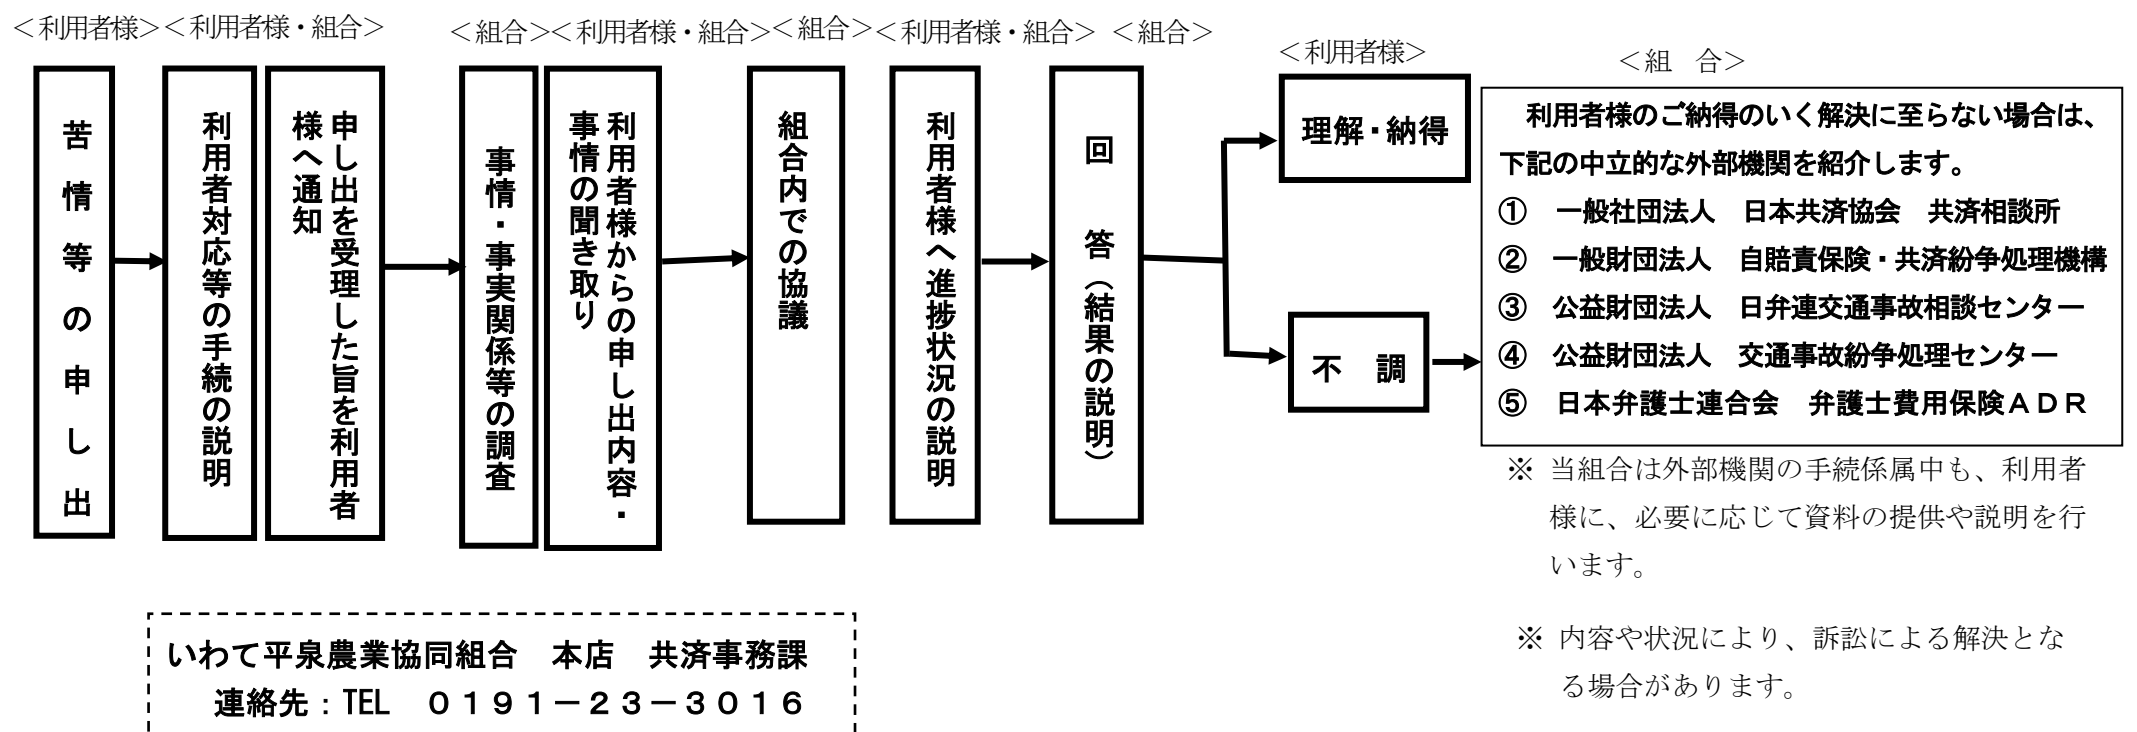 ＜利用者様＞＜利用者様・組合＞
＜組合＞＜利用者様・組合＞＜組合＞＜利用者様・組合＞ ＜組合＞
＜利用者様＞
＜組　合＞
苦情等の申し出
利用者対応等の手続の説明
申し出を受理した旨を利用者
様へ通知
事情・事実関係等の調査
利用者様からの申し出内容・
事情の聞き取り
組合内での協議
利用者様へ進捗状況の説明
回　答（結果の説明）
理解・納得
不　調
利用者様のご納得のいく解決に至らない場合は、
下記の中立的な外部機関を紹介します。
①　一般社団法人　日本共済協会　共済相談所
②　一般財団法人　自賠責保険・共済紛争処理機構
③　公益財団法人　日弁連交通事故相談センター
④　公益財団法人　交通事故紛争処理センター
⑤　日本弁護士連合会　弁護士費用保険ＡＤＲ
※ 当組合は外部機関の手続係属中も、利用者
様に、必要に応じて資料の提供や説明を行
います。
※ 内容や状況により、訴訟による解決とな
る場合があります。
いわて平泉農業協同組合　本店　共済事務課
連絡先：TEL　０１９１－２３－３０１６